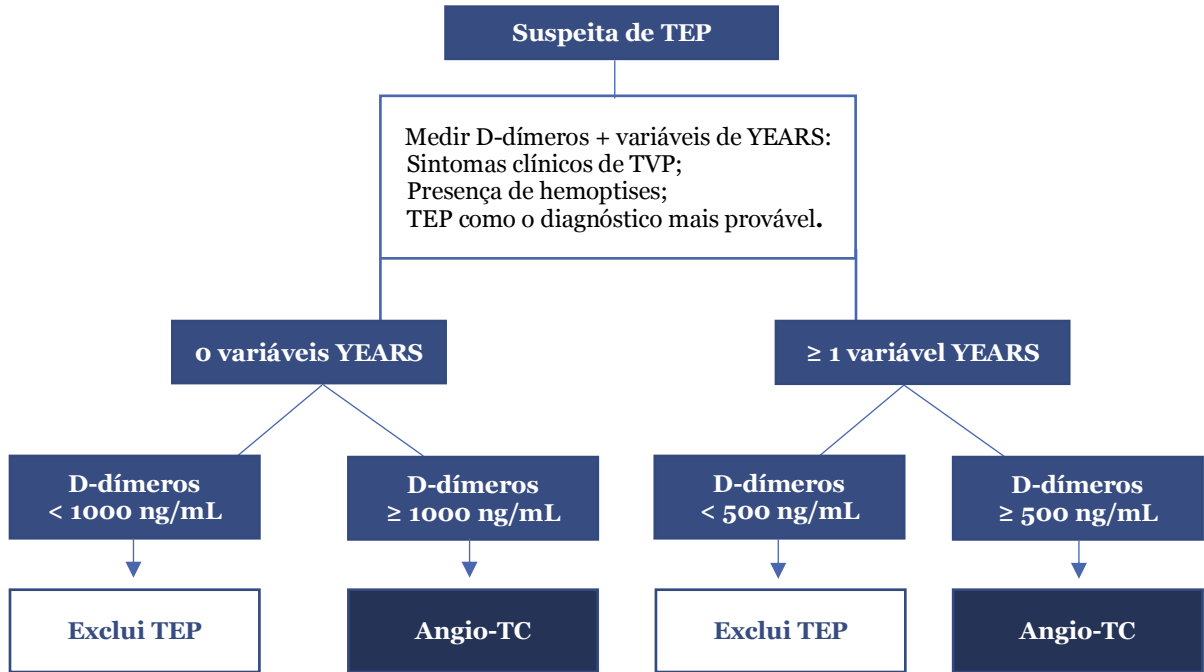 Suspeita de TEP
Medir D-dímeros + variáveis de YEARS:
Sintomas clínicos de TVP;
Presença de hemoptises;
TEP como o diagnóstico mais provável.
0 variáveis YEARS
≥ 1 variável YEARS
D-dímeros
< 1000 ng/mL
D-dímeros
≥ 1000 ng/mL
D-dímeros
< 500 ng/mL
D-dímeros
≥ 500 ng/mL
Exclui TEP
Angio-TC
Exclui TEP
Angio-TC